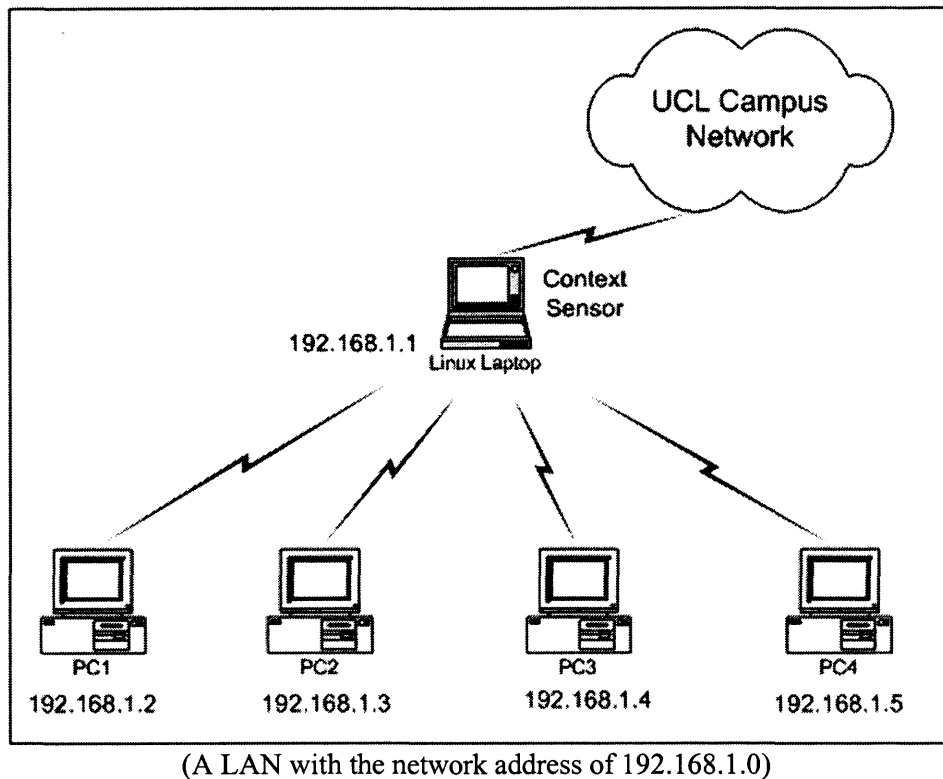 UCL Campus
Network
Context
Sensor
192.168.1.1
Linux Laptop
PC1
PC2
PC3
PC4
192.168.1.2
192.168.1.3
192.168.1.4
192.168.1.5
(A LAN with the network address of 192.168.1.0)